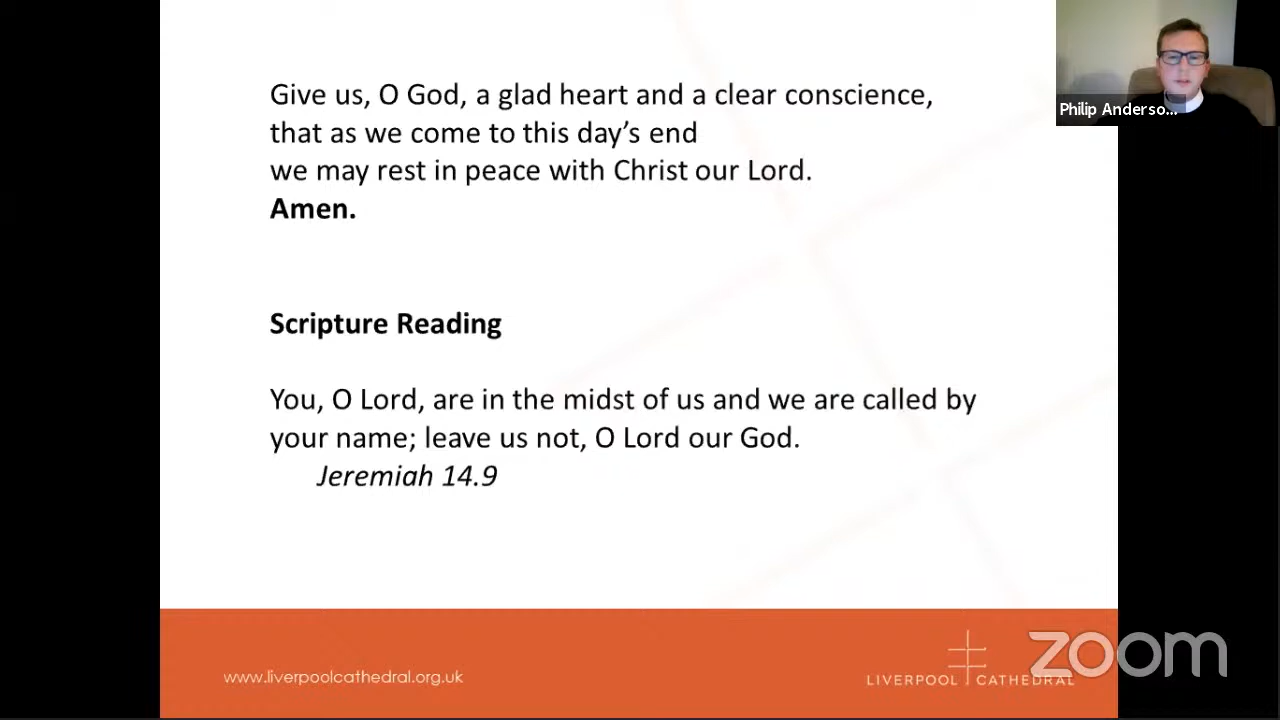 Give us, O God, a glad heart and a clear conscience,
that as we come to this day’s end
we may rest in peace with Christ our Lord.
Amen.
Scripture Reading
You, O Lord, are in the midst of us and we are called by
your name; leave us not, O Lord our God.
Jeremiah 14.9
Philip Anderso...
www.liverpoolcathedral.org.uk
LIVERPOOL CATHEDRAL
zoom